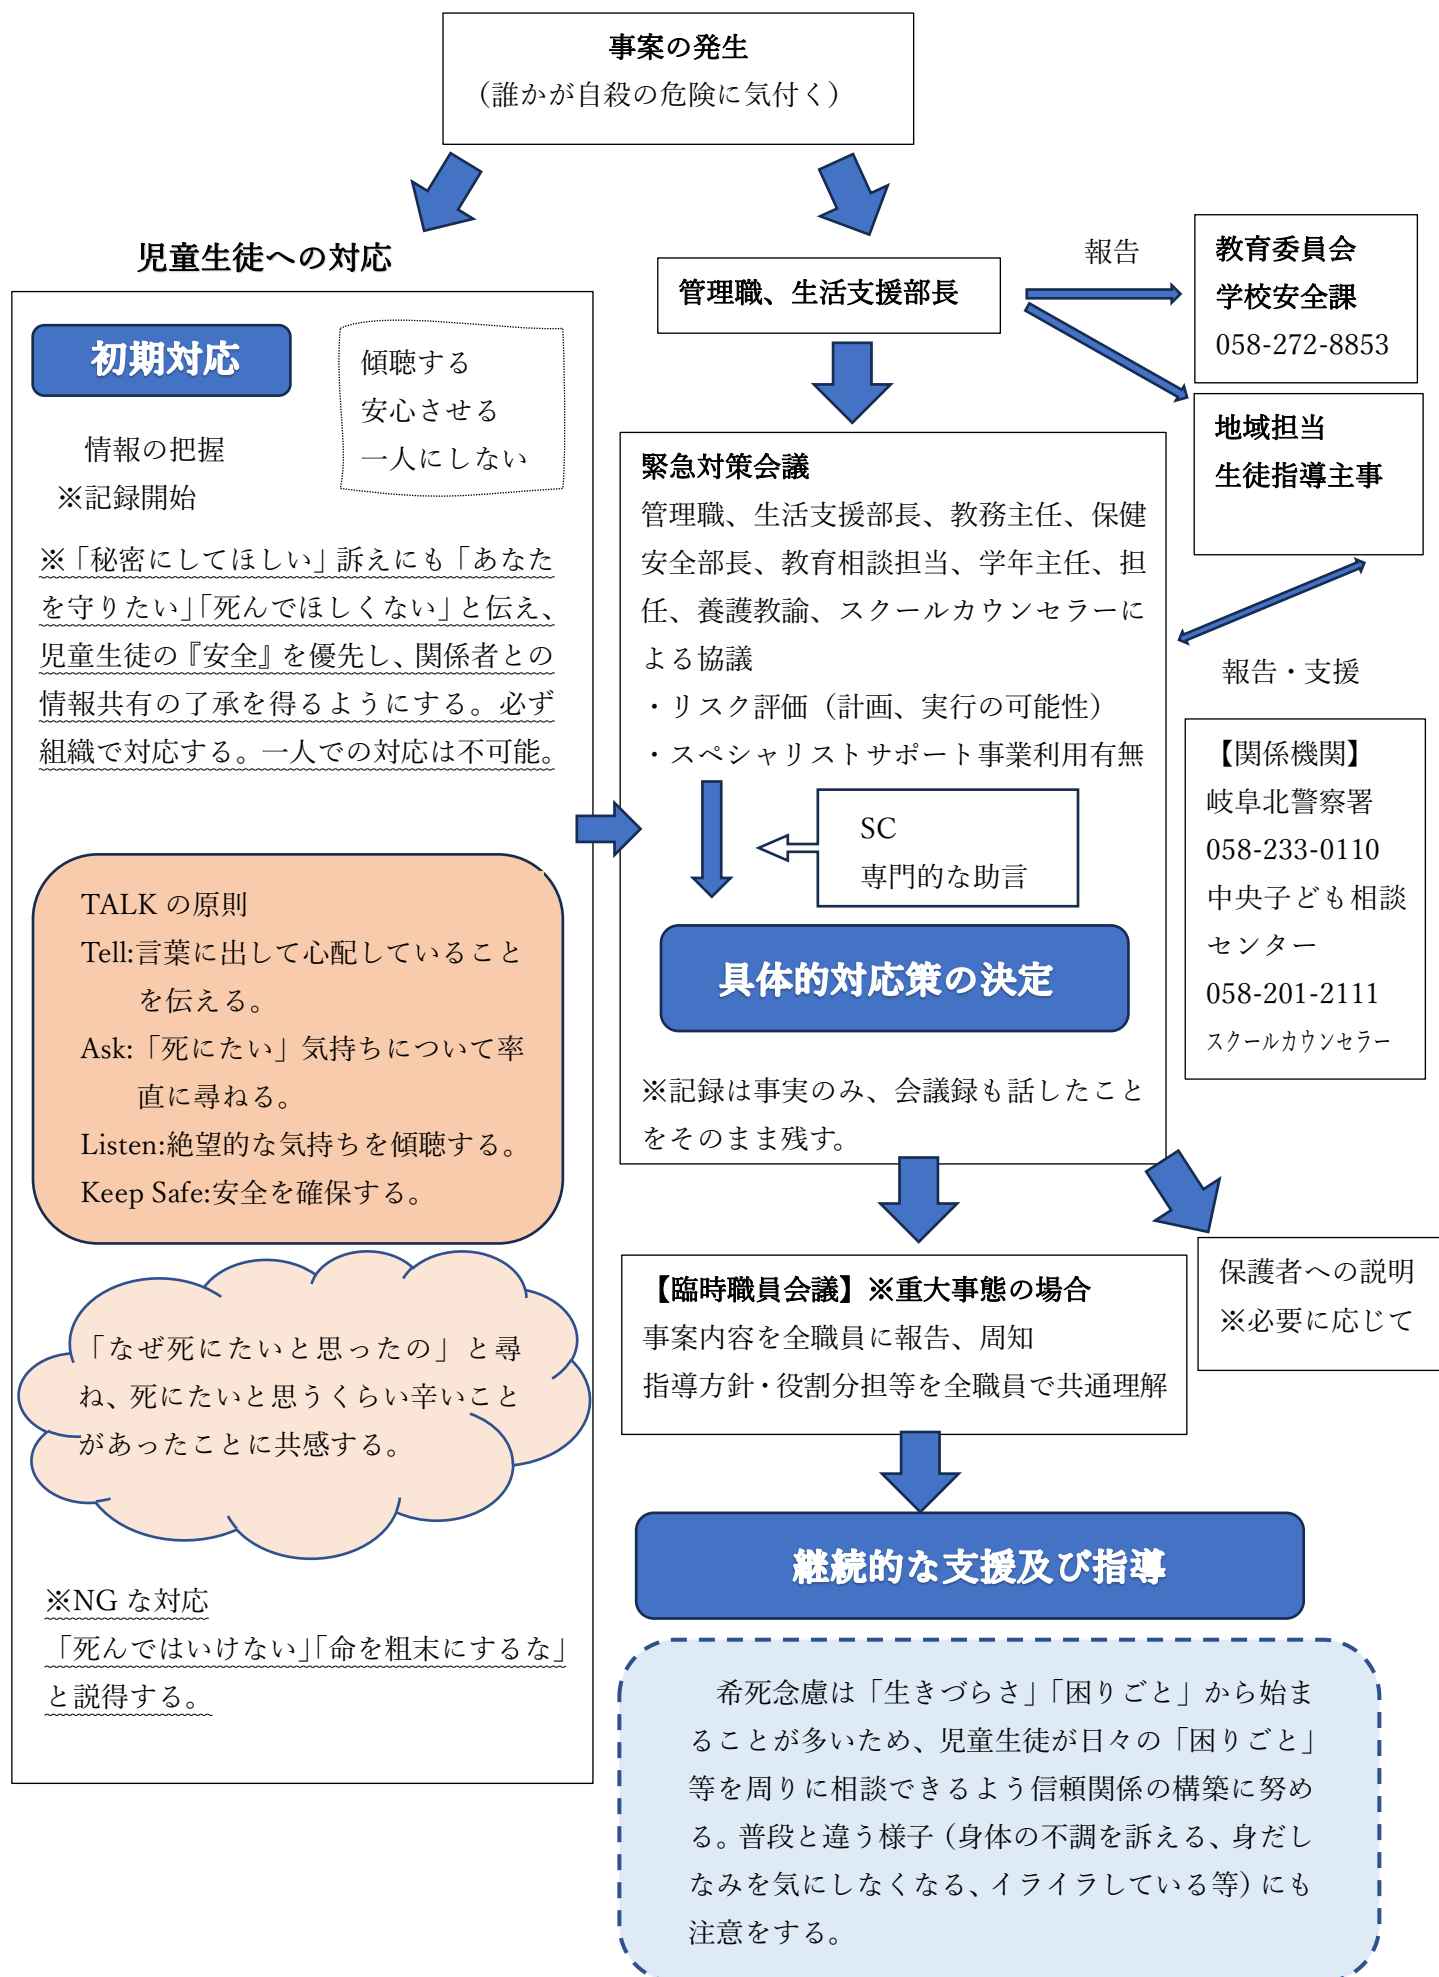 事案の発生
（誰かが自殺の危険に気付く）
児童生徒への対応
初期対応
傾聴する
安心させる
一人にしない
情報の把握
※記録開始
※「秘密にしてほしい」訴えにも「あなた
を守りたい」「死んでほしくない」と伝え、
児童生徒の『安全』を優先し、関係者との
情報共有の了承を得るようにする。必ず
組織で対応する。一人での対応は不可能。
TALK の原則
Tell:言葉に出して心配していること
を伝える。
Ask:「死にたい」気持ちについて率
直に尋ねる。
Listen:絶望的な気持ちを傾聴する。
Keep Safe:安全を確保する。
「なぜ死にたいと思ったの」と尋
ね、死にたいと思うくらい辛いこと
があったことに共感する。
※NG な対応
「死んではいけない」「命を粗末にするな」
と説得する。
管理職、生活支援部長
報告
教育委員会
学校安全課
058-272-8853
地域担当
生徒指導主事
緊急対策会議
管理職、生活支援部長、教務主任、保健
安全部長、教育相談担当、学年主任、担
任、養護教諭、スクールカウンセラーに
よる協議
・リスク評価（計画、実行の可能性）
・スペシャリストサポート事業利用有無
SC
専門的な助言
具体的対応策の決定
※記録は事実のみ、会議録も話したこと
をそのまま残す。
報告・支援
【関係機関】
岐阜北警察署
058-233-0110
中央子ども相談
センター
058-201-2111
スクールカウンセラー
【臨時職員会議】※重大事態の場合
事案内容を全職員に報告、周知
指導方針・役割分担等を全職員で共通理解
保護者への説明
※必要に応じて
継続的な支援及び指導
希死念慮は「生きづらさ」「困りごと」から始ま
ることが多いため、児童生徒が日々の「困りごと」
等を周りに相談できるよう信頼関係の構築に努め
る。普段と違う様子（身体の不調を訴える、身だし
なみを気にしなくなる、イライラしている等）にも
注意をする。